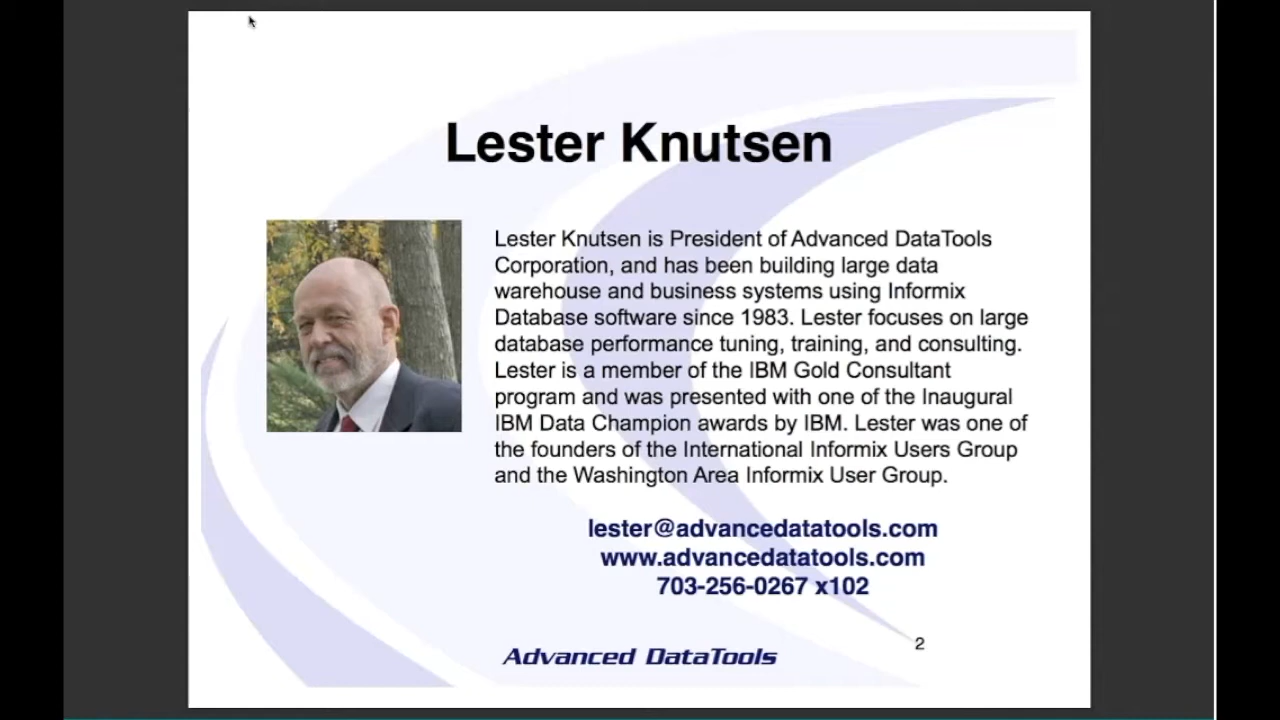 Lester Knutsen
Lester Knutsen is President of Advanced DataTools
Corporation, and has been building large data
warehouse and business systems using Informix
Database software since 1983. Lester focuses on large
database performance tuning, training, and consulting.
Lester is a member of the IBM Gold Consultant
program and was presented with one of the Inaugural
IBM Data Champion awards by IBM. Lester was one of
the founders of the International Informix Users Group
and the Washington Area Informix User Group.
lester@advancedatatools.com
www.advancedatatools.com
703-256-0267 x102
2
Advanced DataTools